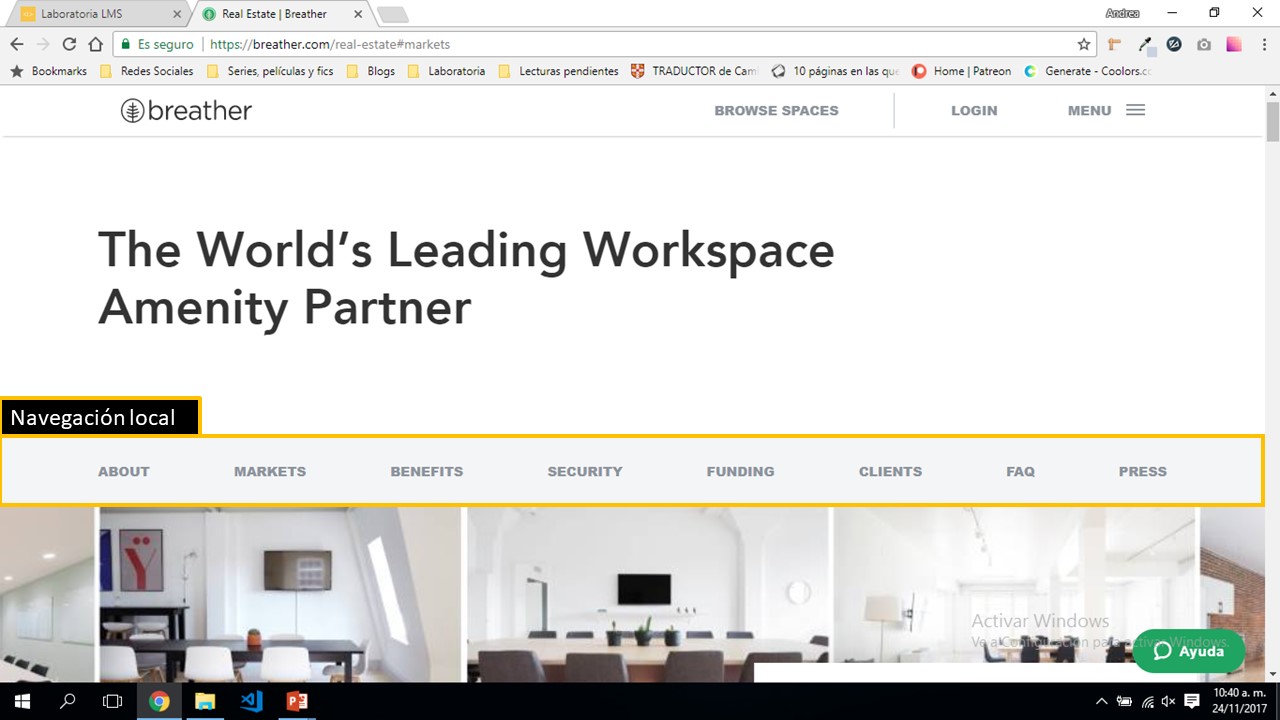 Laboratoria LMS
Real Estate | Breather
Andrea
Es seguro
https://breather.com/real-estate#markets
Bookmarks
Redes Sociales
Series, películas y fics
Blogs
Laboratoria
Lecturas pendientes
TRADUCTOR de Cam
10 páginas en las que
Home | Patreon
Generate - Coolors.co
breather
BROWSE SPACES
LOGIN
MENU
The World’s Leading Workspace
Amenity Partner
Navegación local
ABOUT
MARKETS
BENEFITS
SECURITY
FUNDING
CLIENTS
FAQ
PRESS
Ÿ
Activar Windows
Ve a Configuración para activar Windows.
Ayuda
10:40 a. m.
24/11/2017